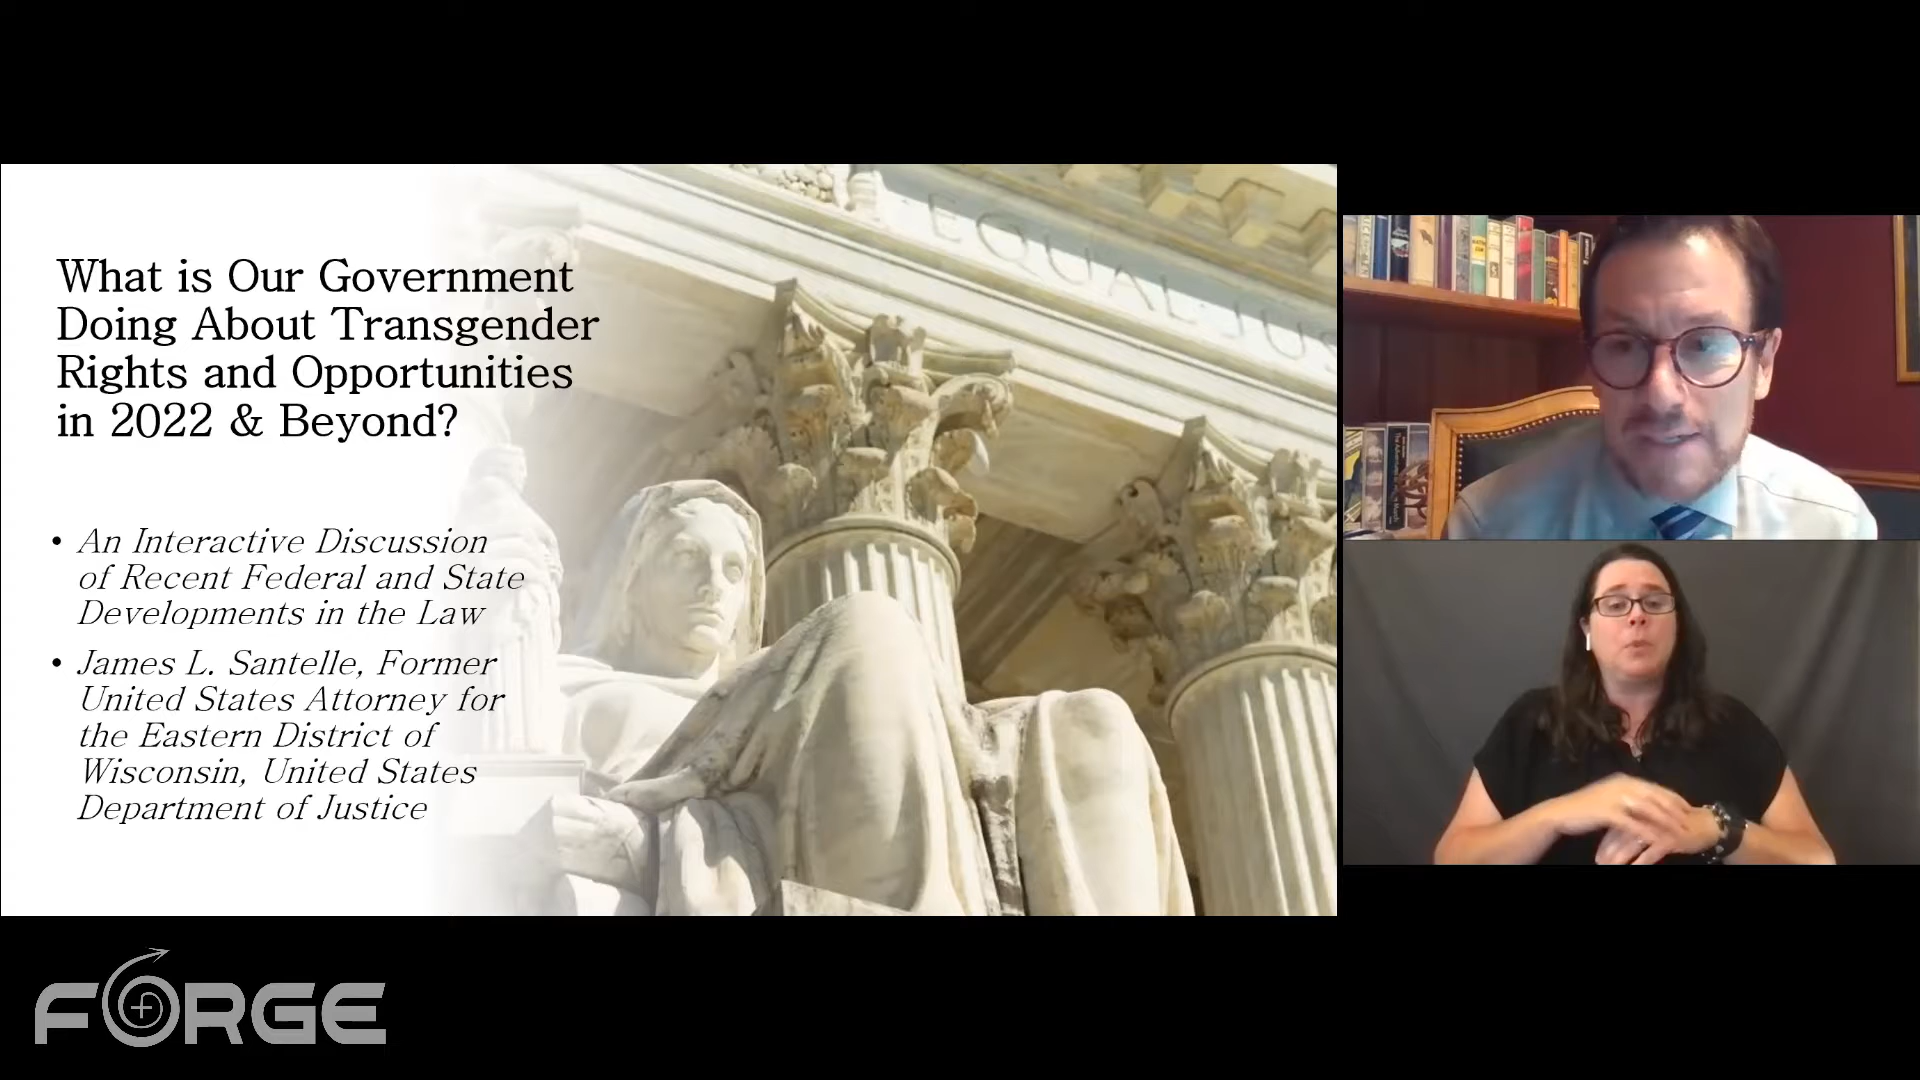 What is Our Government
Doing About Transgender
Rights and Opportunities
in 2022 & Beyond?
• An Interactive Discussion
of Recent Federal and State
Developments in the Law
• James L. Santelle, Former
United States Attorney for
the Eastern District of
Wisconsin, United States
Department of Justice
EQUAL JUS
FORGE